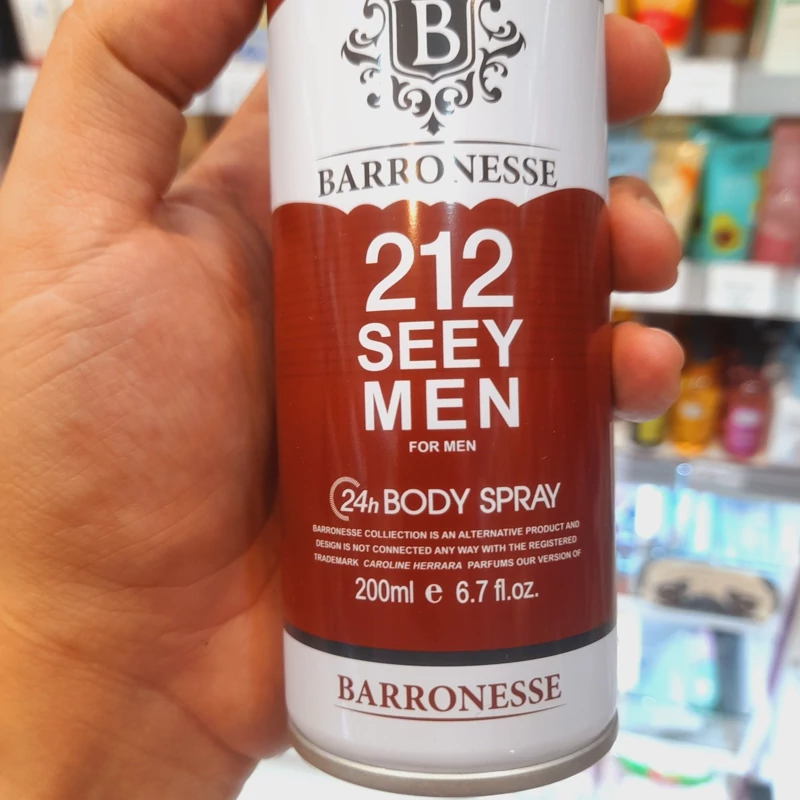 B
BARRONESSE
212
SEEY
MEN
FOR MEN
24h BODY SPRAY
BARRONESSE COLLIECTION IS AN ALTERNATIVE PRODUCT AND
DESIGN IS NOT CONNECTED ANY WAY WITH THE REGISTERED
TRADEMARK CAROLINE HERRARA PARFUMS OUR VERSION OF
200ml e 6.7 fl.oz.
BARRONESSE